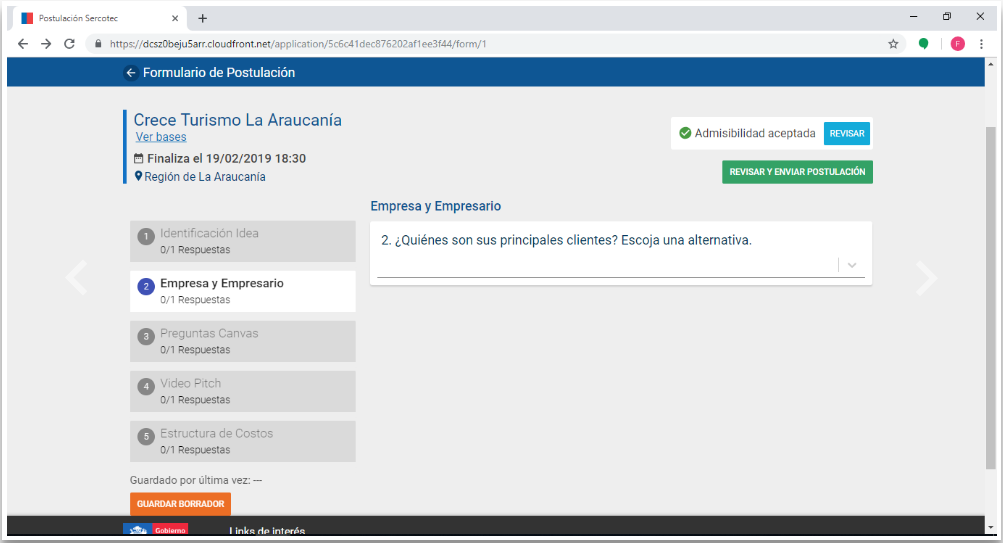 Postulación Sercotec
https://dcsz0beju5arr.cloudfront.net/application/5c6c41dec876202af1ee3f44/form/1
F
Formulario de Postulación
Crece Turismo La Araucanía
Ver bases
Finaliza el 19/02/2019 18:30
Región de La Araucanía
Admisibilidad aceptada REVISAR
REVISAR Y ENVIAR POSTULACIÓN
1 Identificación Idea
0/1 Respuestas
2 Empresa y Empresario
0/1 Respuestas
3 Preguntas Canvas
0/1 Respuestas
4 Video Pitch
0/1 Respuestas
5 Estructura de Costos
0/1 Respuestas
Guardado por última vez: ---
GUARDAR BORRADOR
Empresa y Empresario
2. ¿Quiénes son sus principales clientes? Escoja una alternativa.
Gobierno
Links de interés